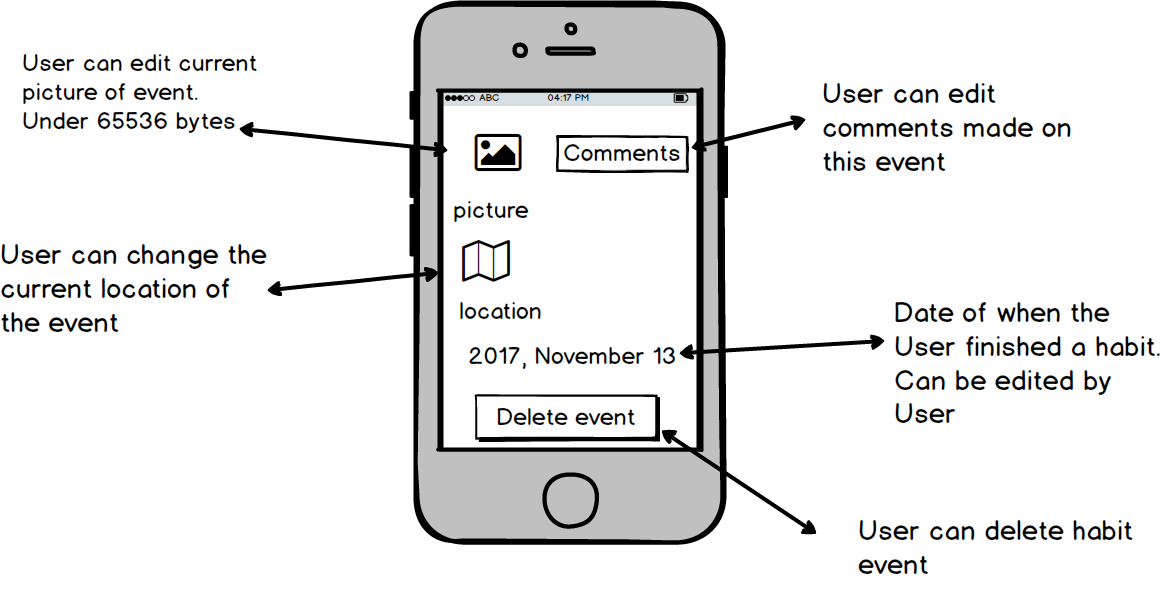 User can edit current
picture of event.
Under 65536 bytes
User can change the
current location of
the event
ABC 04:17 PM
Comments
picture
location
2017, November 13
Delete event
User can edit
comments made on
this event
Date of when the
User finished a habit.
Can be edited by
User
User can delete habit
event